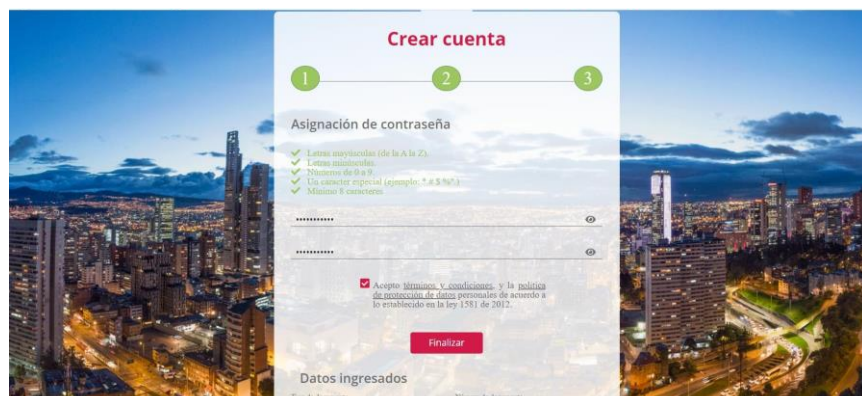 Crear cuenta
1 2 3
Asignación de contraseña
Letras mayúsculas (de la A la Z).
Letras minúsculas.
Números de 0 a 9.
Un caracter especial (ejemplo: *.# $ %*.)
Mínimo 8 caracteres
•••••••••••
•••••••••••
Acepto términos y condiciones, y la política
de protección de datos personales de acuerdo a
lo establecido en la ley 1581 de 2012.
Finalizar
Datos ingresados